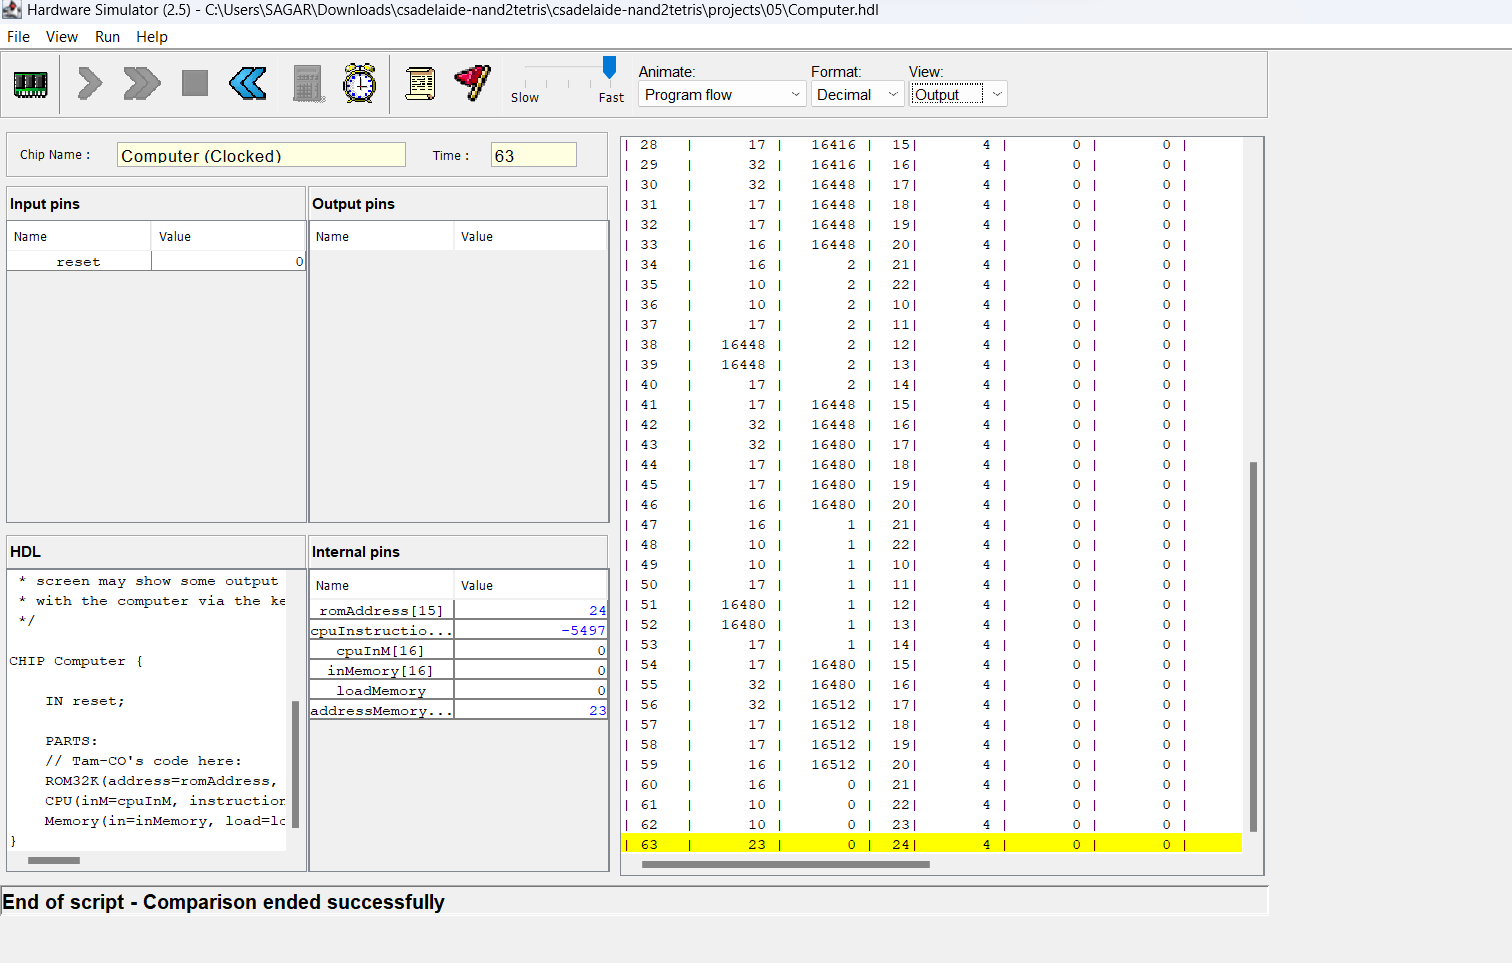 Hardware Simulator (2.5) - C:\Users\SAGAR\Downloads\csadelaide-nand2tetris\csadelaide-nand2tetris\projects\05\Computer.hdl
File View Run Help
Slow Fast
Animate: Format: View:
Program flow Decimal Output
Chip Name : Computer (Clocked) Time : 63
Input pins
Name Value
reset 0
Output pins
Name Value
HDL
* screen may show some output
* with the computer via the ke
*/
CHIP Computer {
IN reset;
PARTS:
// Tam-CO's code here:
ROM32K(address=romAddress,
CPU(inM=cpuInM, instruction
Memory(in=inMemory, load=lo
}
Internal pins
Name Value
romAddress[15] 24
cpuInstructio... -5497
cpuInM[16] 0
inMemory[16] 0
loadMemory 0
addressMemory... 23
| 28 | 17 | 16416 | 15| 4 | 0 | 0 |
| 29 | 32 | 16416 | 16| 4 | 0 | 0 |
| 30 | 32 | 16448 | 17| 4 | 0 | 0 |
| 31 | 17 | 16448 | 18| 4 | 0 | 0 |
| 32 | 17 | 16448 | 19| 4 | 0 | 0 |
| 33 | 16 | 16448 | 20| 4 | 0 | 0 |
| 34 | 16 | 2 | 21| 4 | 0 | 0 |
| 35 | 10 | 2 | 22| 4 | 0 | 0 |
| 36 | 10 | 2 | 10| 4 | 0 | 0 |
| 37 | 17 | 2 | 11| 4 | 0 | 0 |
| 38 | 16448 | 2 | 12| 4 | 0 | 0 |
| 39 | 16448 | 2 | 13| 4 | 0 | 0 |
| 40 | 17 | 2 | 14| 4 | 0 | 0 |
| 41 | 17 | 16448 | 15| 4 | 0 | 0 |
| 42 | 32 | 16448 | 16| 4 | 0 | 0 |
| 43 | 32 | 16480 | 17| 4 | 0 | 0 |
| 44 | 17 | 16480 | 18| 4 | 0 | 0 |
| 45 | 17 | 16480 | 19| 4 | 0 | 0 |
| 46 | 16 | 16480 | 20| 4 | 0 | 0 |
| 47 | 16 | 1 | 21| 4 | 0 | 0 |
| 48 | 10 | 1 | 22| 4 | 0 | 0 |
| 49 | 10 | 1 | 10| 4 | 0 | 0 |
| 50 | 17 | 1 | 11| 4 | 0 | 0 |
| 51 | 16480 | 1 | 12| 4 | 0 | 0 |
| 52 | 16480 | 1 | 13| 4 | 0 | 0 |
| 53 | 17 | 1 | 14| 4 | 0 | 0 |
| 54 | 17 | 16480 | 15| 4 | 0 | 0 |
| 55 | 32 | 16480 | 16| 4 | 0 | 0 |
| 56 | 32 | 16512 | 17| 4 | 0 | 0 |
| 57 | 17 | 16512 | 18| 4 | 0 | 0 |
| 58 | 17 | 16512 | 19| 4 | 0 | 0 |
| 59 | 16 | 16512 | 20| 4 | 0 | 0 |
| 60 | 16 | 0 | 21| 4 | 0 | 0 |
| 61 | 10 | 0 | 22| 4 | 0 | 0 |
| 62 | 10 | 0 | 23| 4 | 0 | 0 |
| 63 | 23 | 0 | 24| 4 | 0 | 0 |
End of script - Comparison ended successfully